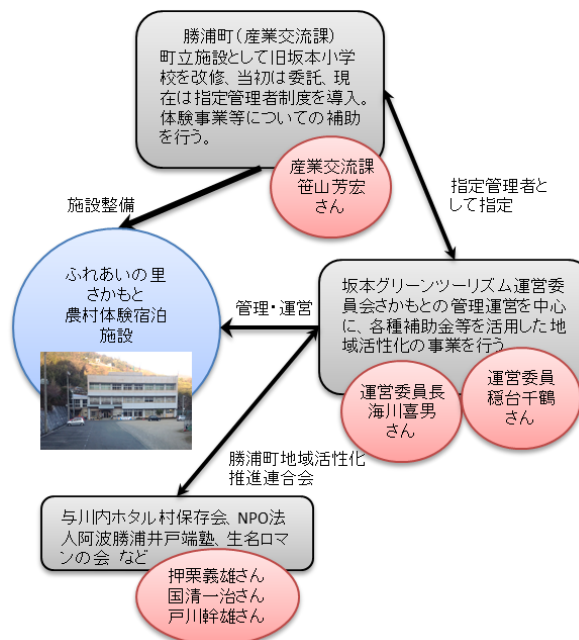 勝浦町(産業交流課)
町立施設として旧坂本小学
校を改修、当初は委託、現
在は指定管理者制度を導入。
体験事業等についての補助
を行う。
産業交流課
笹山芳宏
さん
施設整備
指定管理者と
して指定
ふれあいの里
さかもと
農村体験宿泊
施設
管理・運営
坂本グリーンツーリズム運営委
員会さかもとの管理運営を中心
に、各種補助金等を活用した地
域活性化の事業を行う
運営委員長
海川喜男
さん
運営委員
穏台千鶴
さん
勝浦町地域活性化
推進連合会
与川内ホタル村保存会、NPO法
人阿波勝浦井戸端塾、生名ロマ
ンの会 など
押栗義雄さん
国清一治さん
戸川幹雄さん